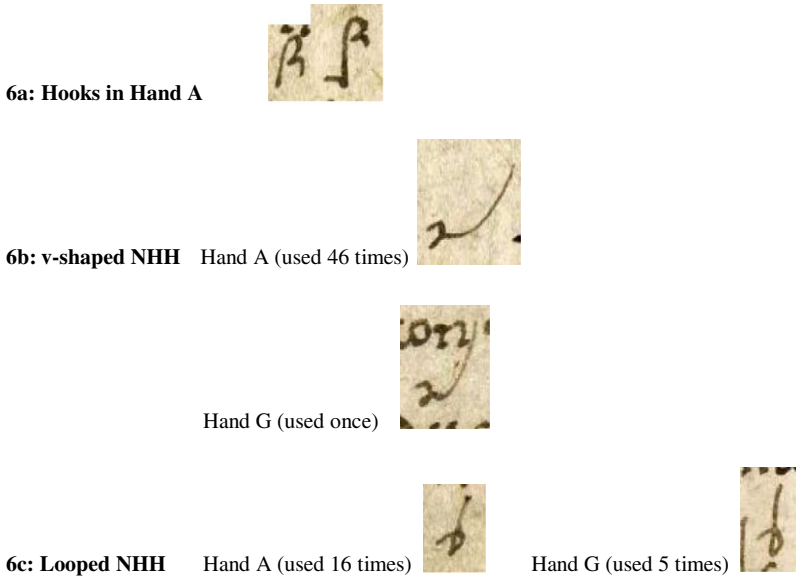 6a: Hooks in Hand A
6b: v-shaped NHH Hand A (used 46 times)
Hand G (used once)
6c: Looped NHH Hand A (used 16 times) Hand G (used 5 times)